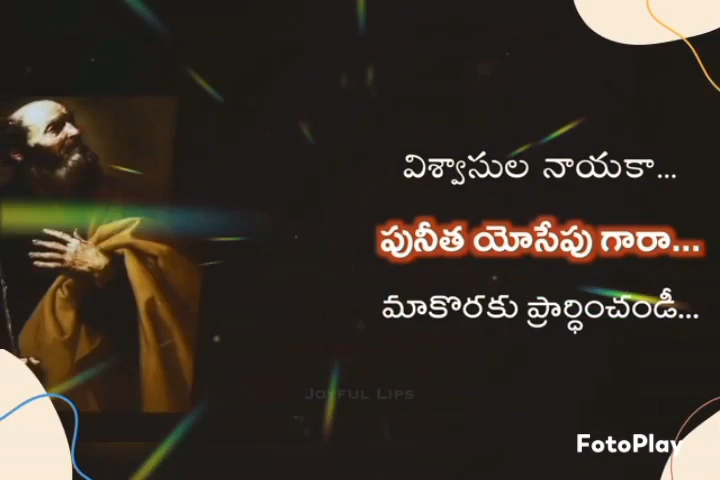 విశ్వాసుల నాయకా...
పునీత యోసేపు గారా...
మాకొరకు ప్రార్ధించండీ...
JOYFUL LIPS
FotoPlay